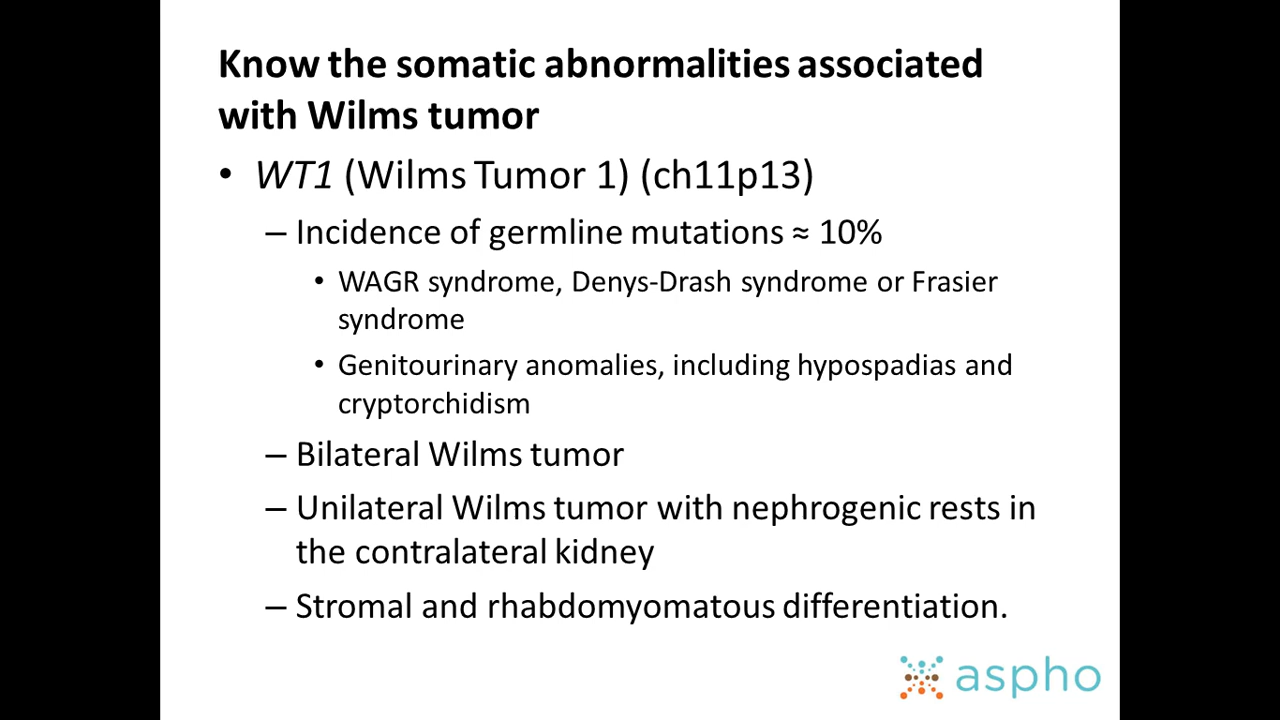 Know the somatic abnormalities associated
with Wilms tumor
• WT1 (Wilms Tumor 1) (ch11p13)
– Incidence of germline mutations ≈ 10%
• WAGR syndrome, Denys-Drash syndrome or Frasier
syndrome
• Genitourinary anomalies, including hypospadias and
cryptorchidism
– Bilateral Wilms tumor
– Unilateral Wilms tumor with nephrogenic rests in
the contralateral kidney
– Stromal and rhabdomyomatous differentiation.
aspho